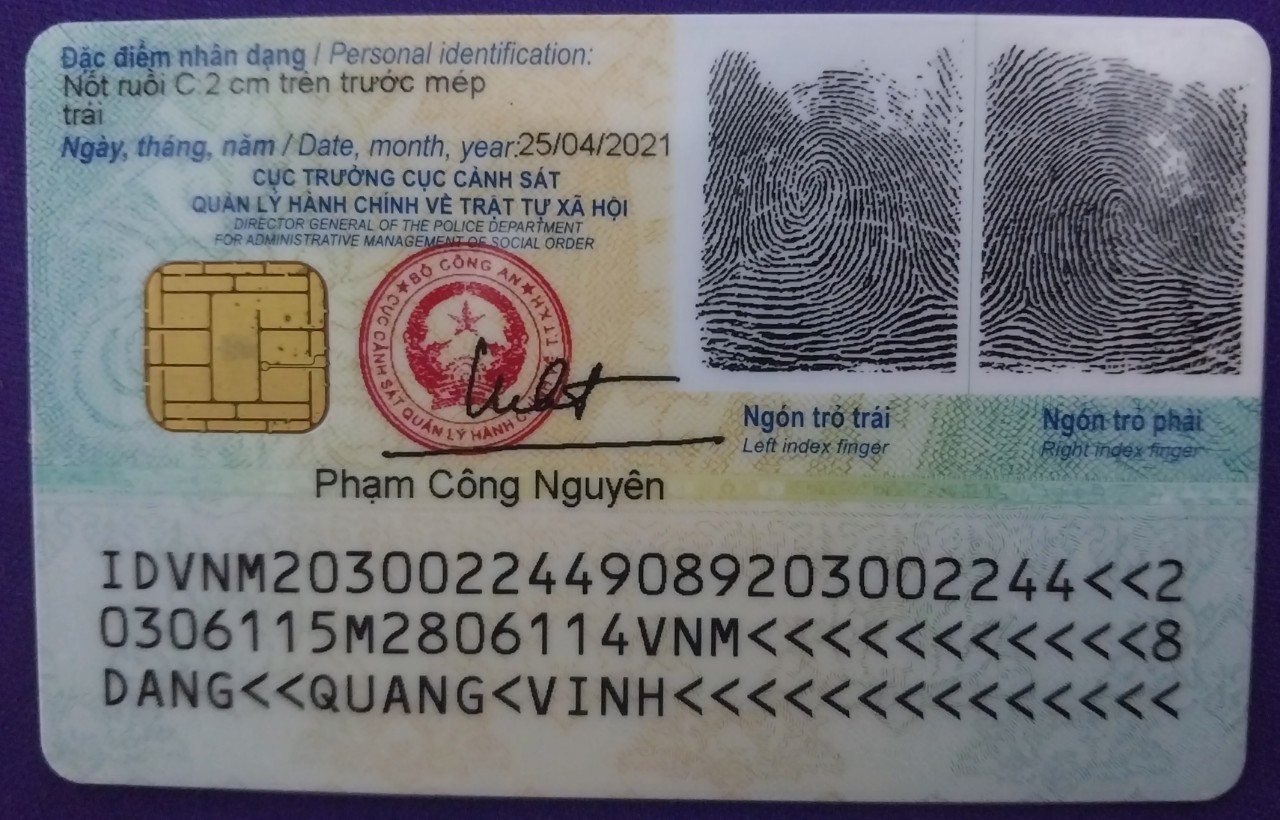 Đặc điểm nhân dạng / Personal identification:
Nốt ruồi C.2 cm trên trước mép
trái
Ngày, tháng, năm / Date, month, year:25/04/2021
CỤC TRƯỞNG CỤC CẢNH SÁT
QUẢN LÝ HÀNH CHÍNH VỀ TRẬT TỰ XÃ HỘI
DIRECTOR GENERAL OF THE POLICE DEPARTMENT
FOR ADMINISTRATIVE MANAGEMENT OF SOCIAL ORDER
BỘ CÔNG AN
CỤC CẢNH SÁT QUẢN LÝ HÀNH
Ngón trỏ trái
Left index finger
Ngón trỏ phải
Right index finger
Phạm Công Nguyên
IDVNM2030022449089203002244<<2
0306115M2806114VNM<<<<<<<<<<<8
DANG<<QUANG<VINH<<<<<<<<<<<<<<